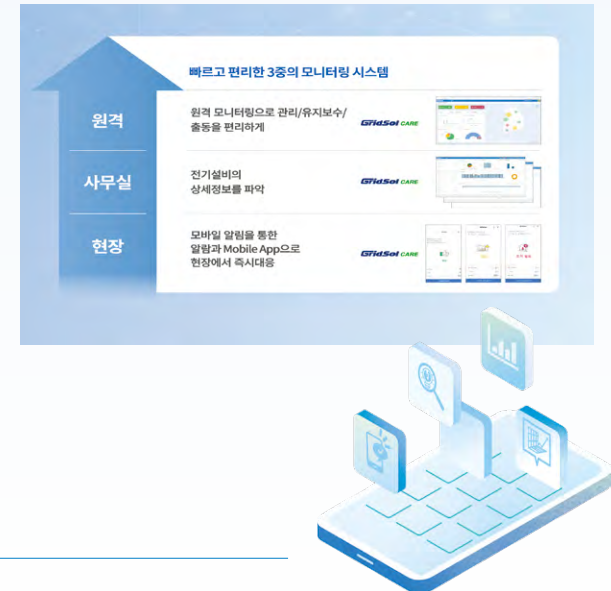 빠르고 편리한 3중의 모니터링 시스템
원격
원격 모니터링으로 관리/유지보수/
출동을 편리하게
GridSol CARE
사무실
전기설비의
상세정보를 파악
GridSol CARE
현장
모바일 알림을 통한
알람과 Mobile App으로
현장에서 즉시대응
GridSol CARE